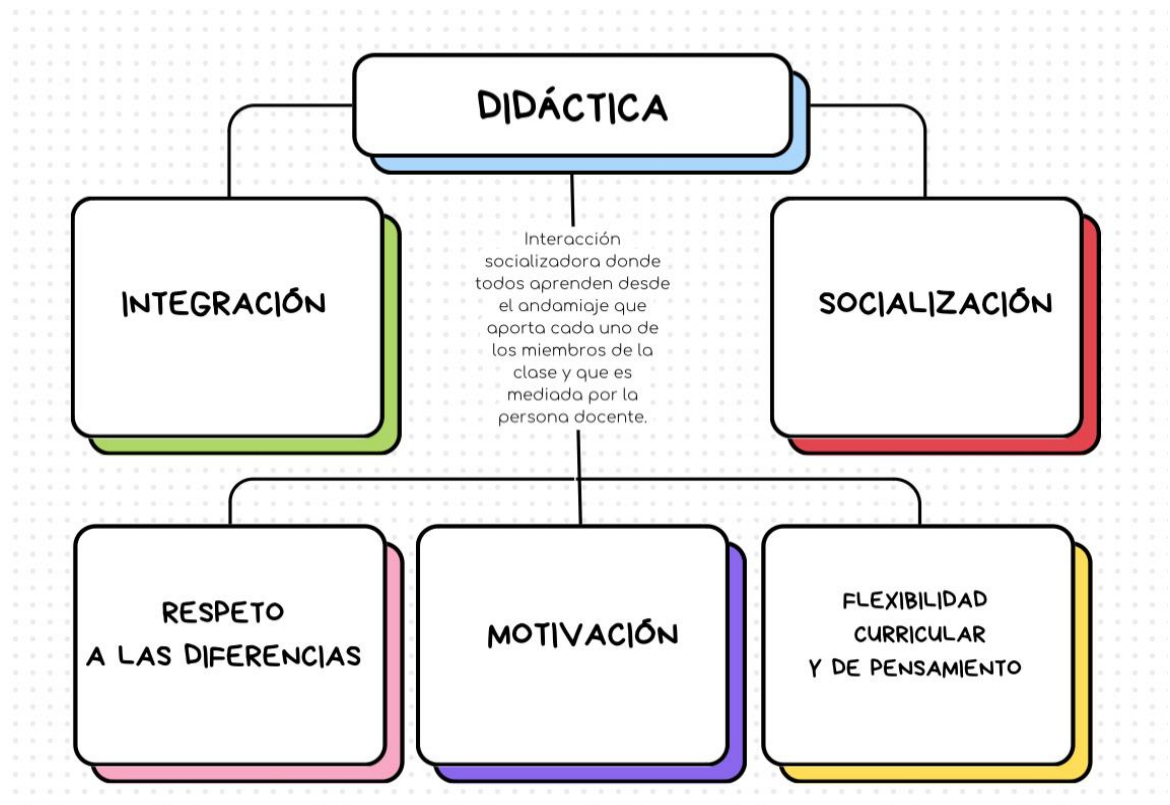 DIDÁCTICA
INTEGRACIÓN
Interacción
socializadora donde
todos aprenden desde
el andamiaje que
aporta cada uno de
los miembros de la
clase y que es
mediada por la
persona docente.
SOCIALIZACIÓN
RESPETO
A LAS DIFERENCIAS
MOTIVACIÓN
FLEXIBILIDAD
CURRICULAR
Y DE PENSAMIENTO